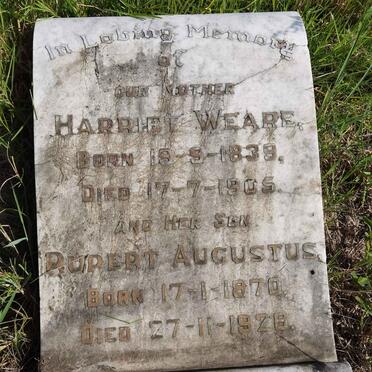 In Loving Memory
of
OUR MOTHER
HARRIET WEARE.
BORN 18-9-1839,
DIED 17-7-1905.
AND HER SON
RUPERT AUGUSTUS
BORN 17-1-1870
DIED 27-11-1928.